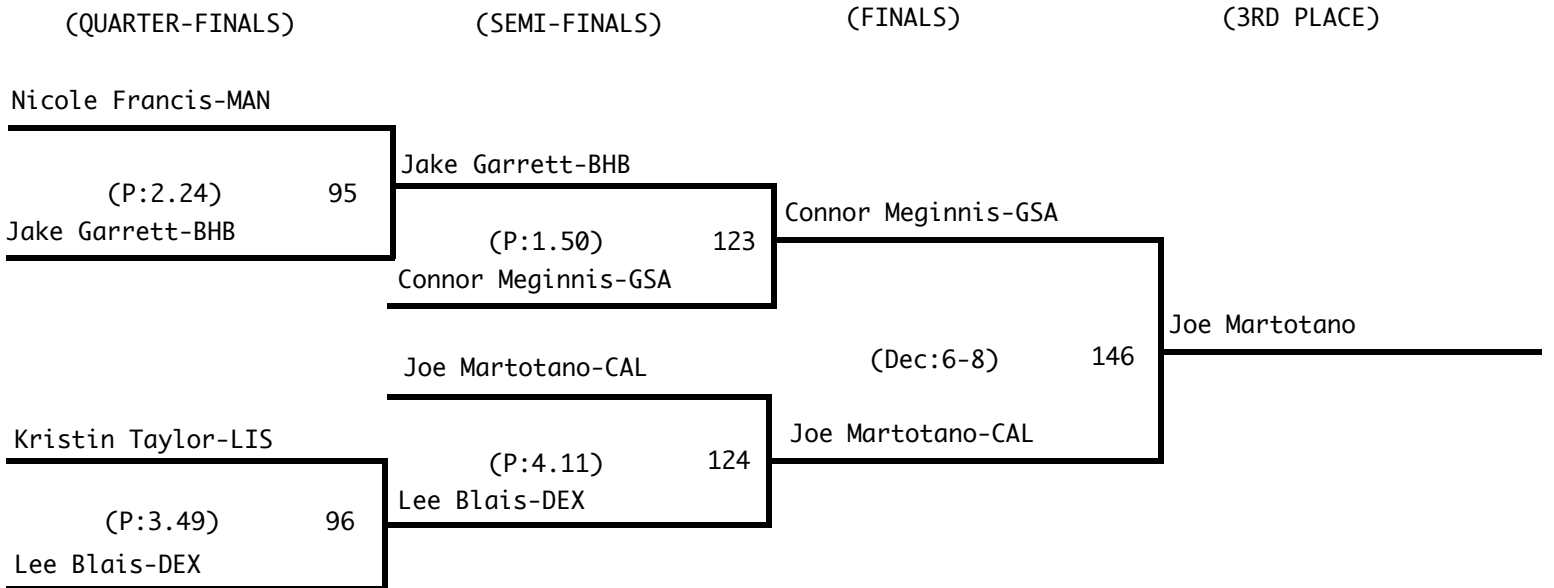 (QUARTER-FINALS) (SEMI-FINALS) (FINALS) (3RD PLACE)
Nicole Francis-MAN
Jake Garrett-BHB
(P:2.24) 95
Connor Meginnis-GSA
Jake Garrett-BHB
(P:1.50) 123
Connor Meginnis-GSA
Joe Martotano
(Dec:6-8) 146
Joe Martotano-CAL
Joe Martotano-CAL
Kristin Taylor-LIS
(P:4.11) 124
Lee Blais-DEX
(P:3.49) 96
Lee Blais-DEX